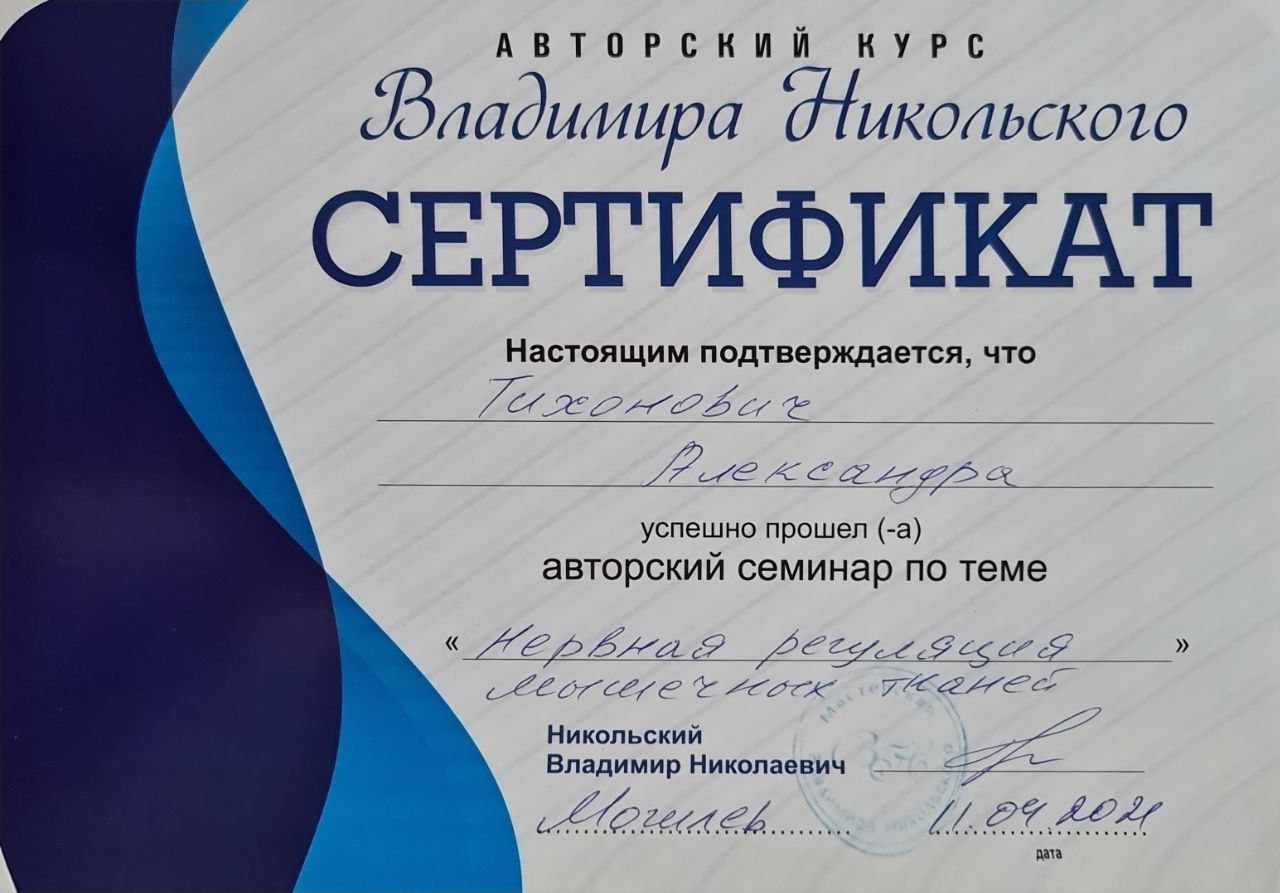 АВТОРСКИЙ КУРС
Владимира Никольского
СЕРТИФИКАТ
Настоящим подтверждается, что
Тихонович
Александра
успешно прошел (-а)
авторский семинар по теме
« Нервная регуляция »
мышечных тканей
Никольский
Владимир Николаевич
Могилев 11.04.2021
дата